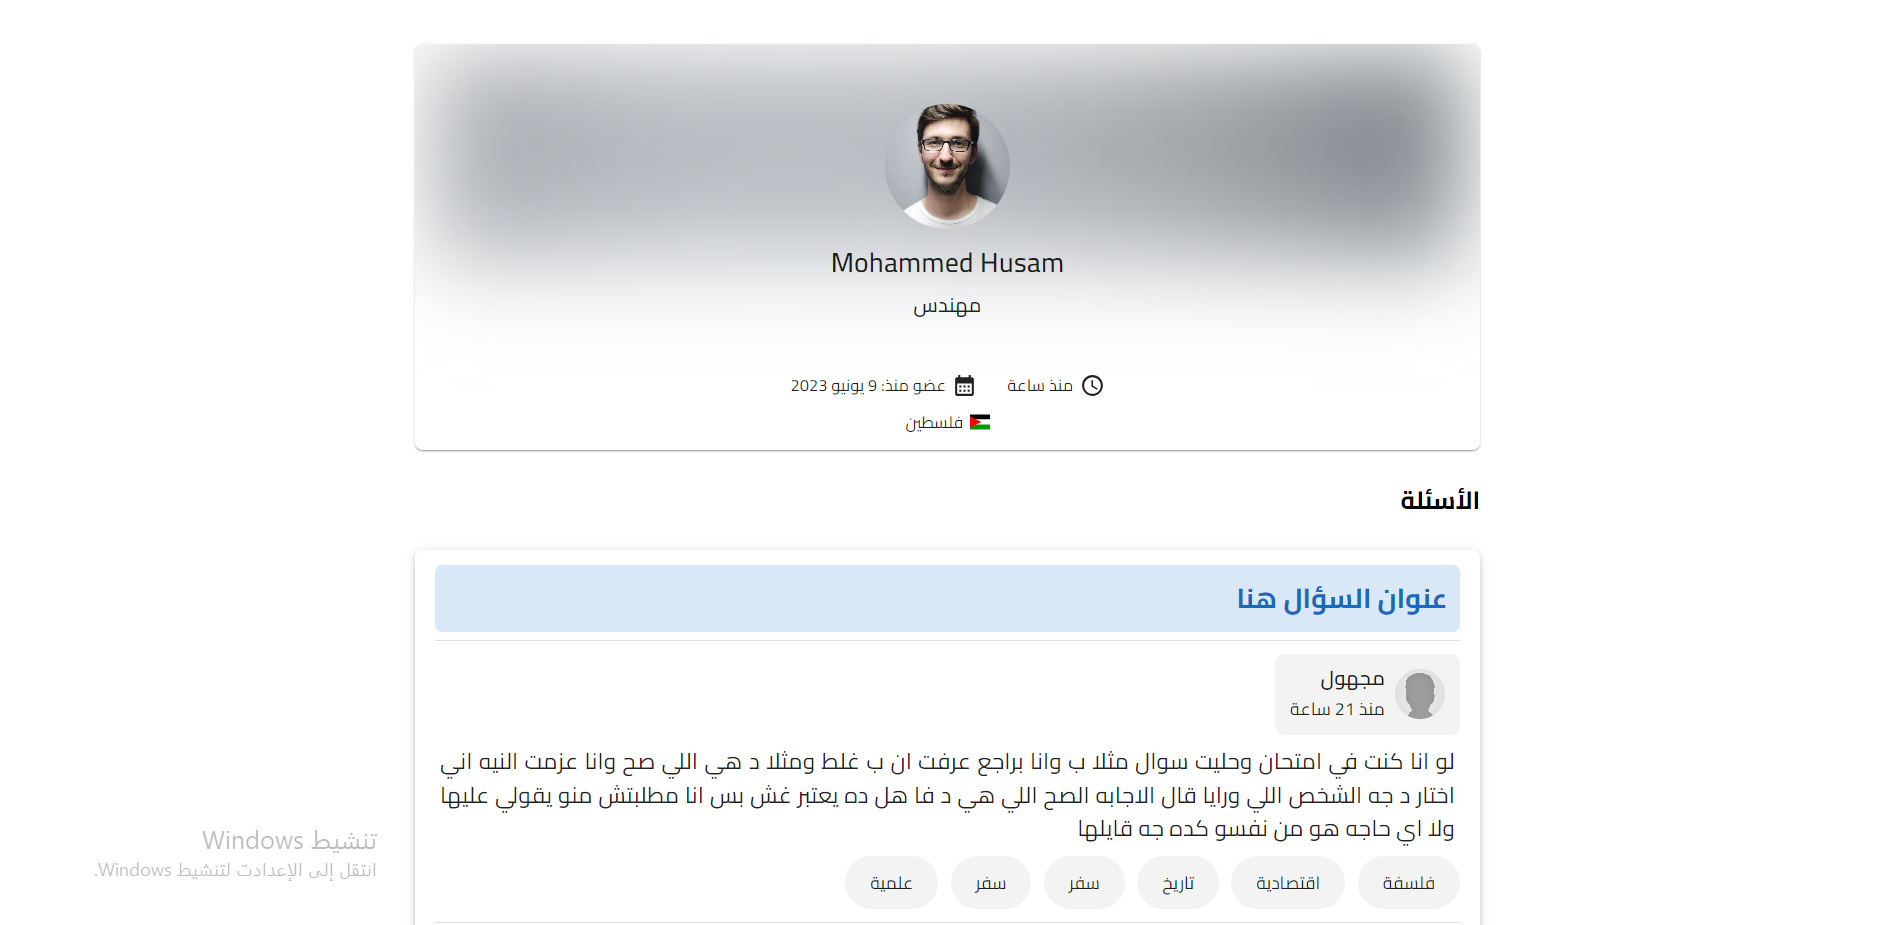 Mohammed Husam
مهندس
منذ ساعة
عضو منذ: 9 يونيو 2023
فلسطين
الأسئلة
عنوان السؤال هنا
مجهول
منذ 21 ساعة
لو انا كنت في امتحان وحليت سوال مثلا ب وانا براجع عرفت ان ب غلط ومثلا د هي اللي صح وانا عزمت النيه اني
اختار د جه الشخص اللي ورايا قال الاجابه الصح اللي هي د فا هل ده يعتبر غش بس انا مطلبتش منو يقولي عليها
ولا اي حاجه هو من نفسو كده جه قايلها
فلسفة
اقتصادية
تاريخ
سفر
سفر
علمية
تنشيط Windows
انتقل إلى الإعدادت لتنشيط Windows.